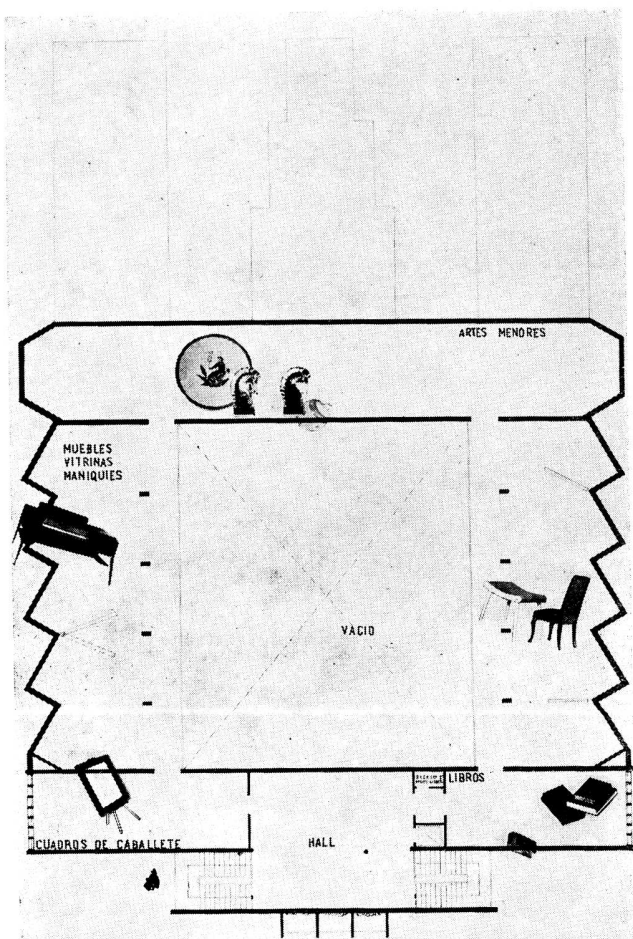 ARTES MENORES
MUEBLES
VITRINAS
MANIQUIES
VACIO
LIBROS
CUADROS DE CABALLETE
HALL